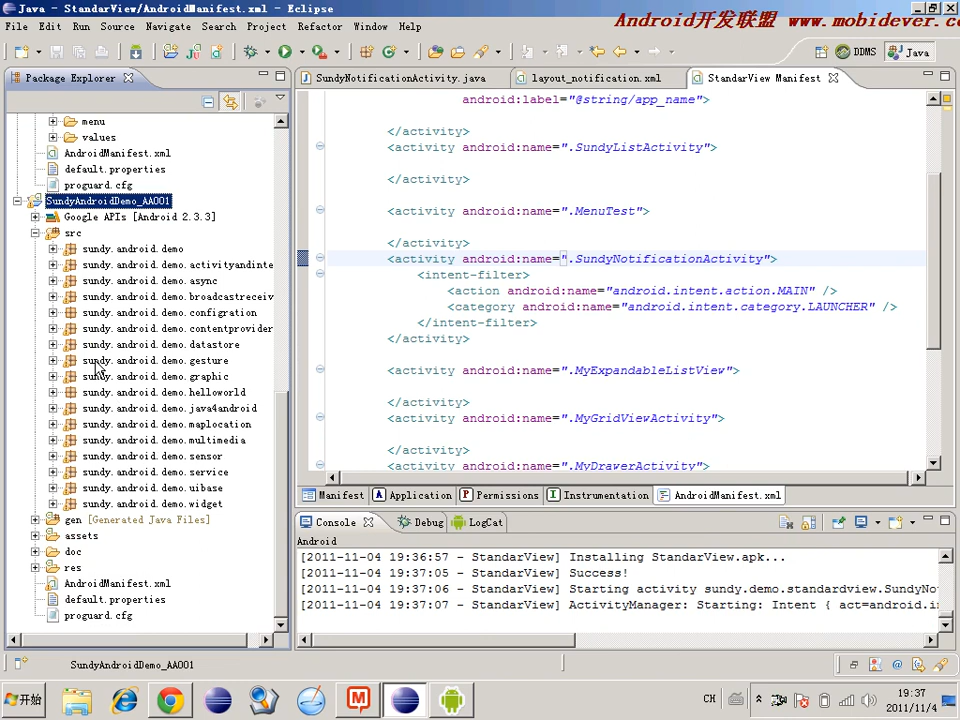 Java - StandarView/AndroidManifest.xml - Eclipse
File Edit Run Source Navigate Search Project Refactor Window Help
Android开发联盟 www.mobidever.co
DDMS Java
Package Explorer
SundyNotificationActivity.java layout_notification.xml StandarView Manifest
menu
values
AndroidManifest.xml
default.properties
proguard.cfg
SundyAndroidDemo_AA001
Google APIs [Android 2.3.3]
src
sundy.android.demo
sundy.android.demo.activityandinte
sundy.android.demo.async
sundy.android.demo.broadcastreceiv
sundy.android.demo.configration
sundy.android.demo.contentprovider
sundy.android.demo.datastore
sundy.android.demo.gesture
sundy.android.demo.graphic
sundy.android.demo.helloworld
sundy.android.demo.java4android
sundy.android.demo.maplocation
sundy.android.demo.multimedia
sundy.android.demo.sensor
sundy.android.demo.service
sundy.android.demo.uibase
sundy.android.demo.widget
gen [Generated Java Files]
assets
doc
res
AndroidManifest.xml
default.properties
proguard.cfg
android:label="@string/app_name">
</activity>
<activity android:name=".SundyListActivity">
</activity>
<activity android:name=".MenuTest">
</activity>
<activity android:name=".SundyNotificationActivity">
<intent-filter>
<action android:name="android.intent.action.MAIN" />
<category android:name="android.intent.category.LAUNCHER" />
</intent-filter>
</activity>
<activity android:name=".MyExpandableListView">
</activity>
<activity android:name=".MyGridViewActivity">
</activity>
<activity android:name=".MyDrawerActivity">
Manifest Application Permissions Instrumentation AndroidManifest.xml
Console Debug LogCat
Android
[2011-11-04 19:36:57 - StandarView] Installing StandarView.apk...
[2011-11-04 19:37:05 - StandarView] Success!
[2011-11-04 19:37:06 - StandarView] Starting activity sundy.demo.standardview.SundyNo
[2011-11-04 19:37:07 - StandarView] ActivityManager: Starting: Intent { act=android.i
SundyAndroidDemo_AA001
开始
CH
19:37
2011/11/4